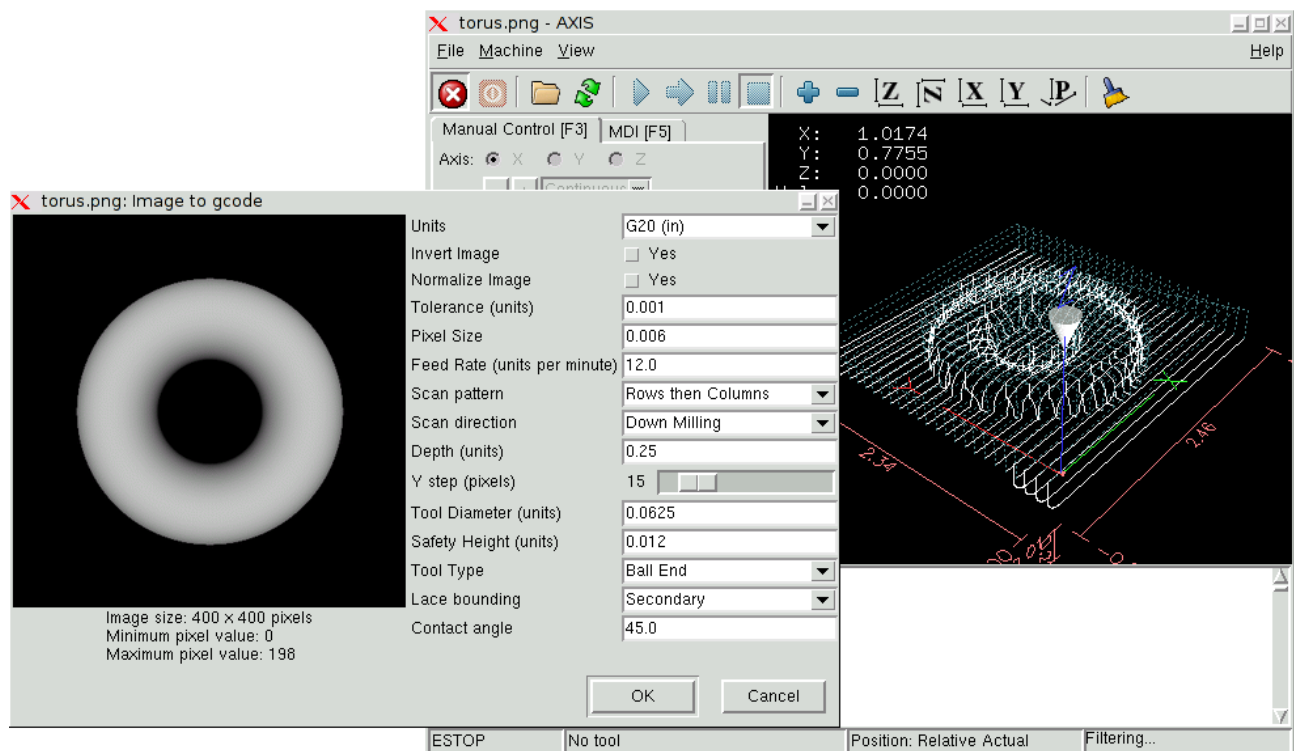 torus.png - AXIS
File Machine View Help
Manual Control [F3] MDI [F5]
Axis: X Y Z
Continuous
X: 1.0174
Y: 0.7755
Z: 0.0000
0.0000
2.34
2.46
torus.png: Image to gcode
Units G20 (in)
Invert Image Yes
Normalize Image Yes
Tolerance (units) 0.001
Pixel Size 0.006
Feed Rate (units per minute) 12.0
Scan pattern Rows then Columns
Scan direction Down Milling
Depth (units) 0.25
Y step (pixels) 15
Tool Diameter (units) 0.0625
Safety Height (units) 0.012
Tool Type Ball End
Lace bounding Secondary
Contact angle 45.0
Image size: 400 x 400 pixels
Minimum pixel value: 0
Maximum pixel value: 198
OK Cancel
ESTOP No tool Position: Relative Actual Filtering...